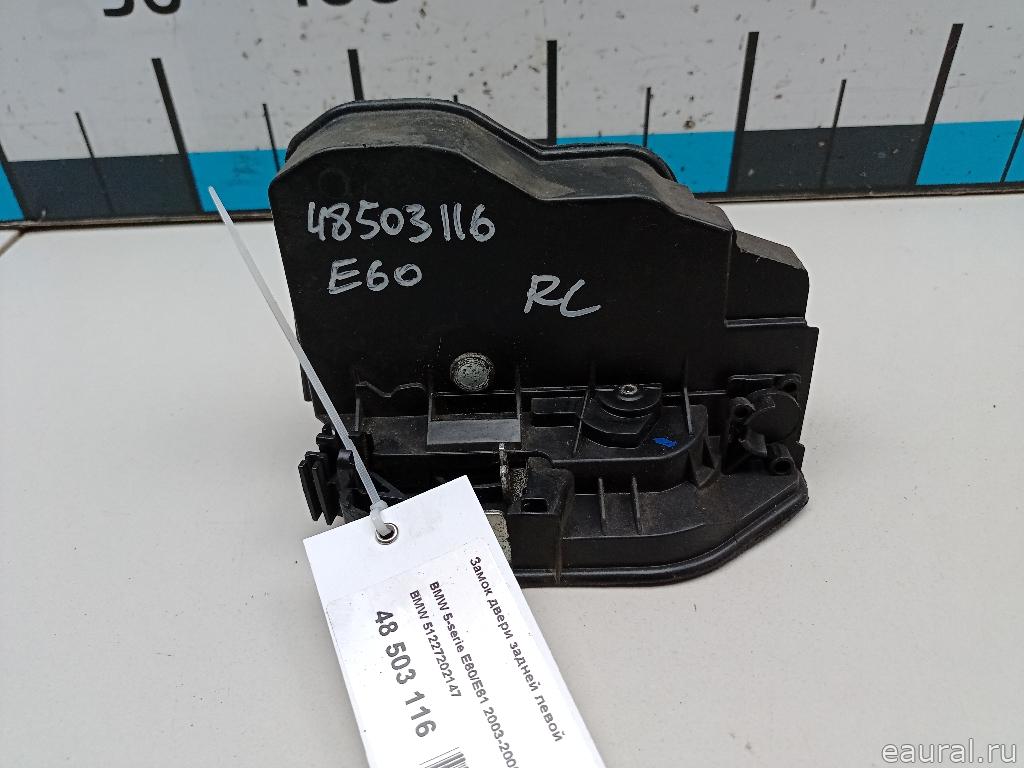 48503116
E60
RL
Замок двери задней левой
BMW 5-serie E60/E61 2003-200
BMW 51227202147
48 503 116
eaural.ru